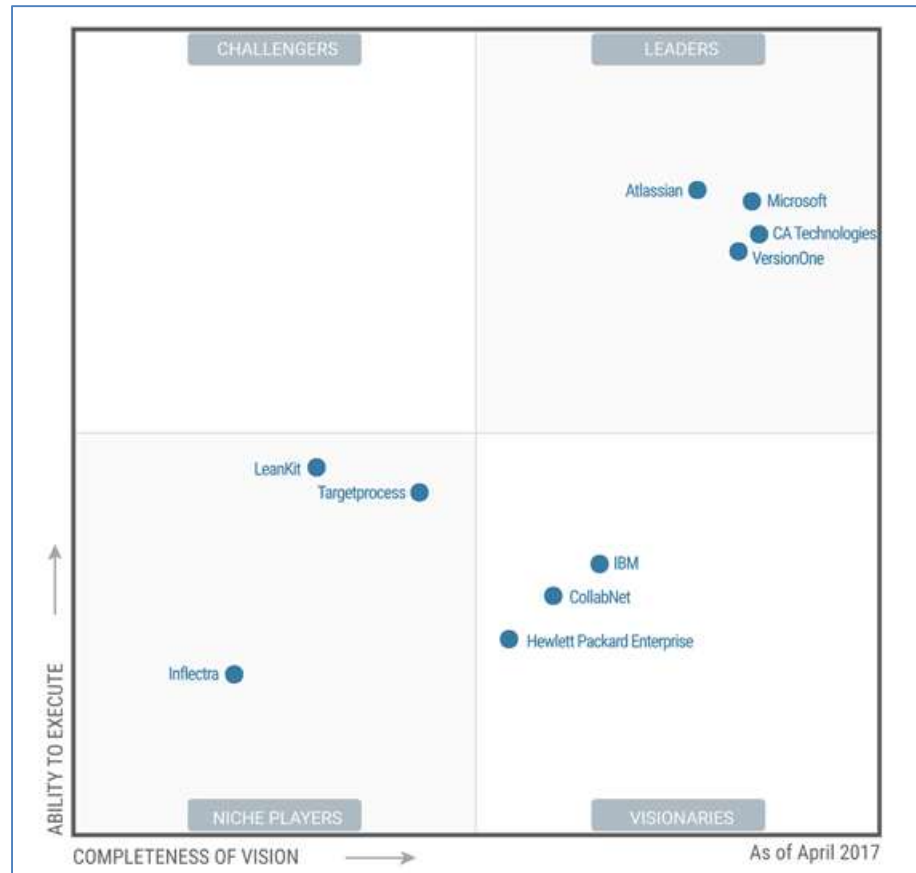 CHALLENGERS
LEADERS
Atlassian
Microsoft
CA Technologies
VersionOne
LeanKit
Targetprocess
IBM
CollabNet
Hewlett Packard Enterprise
Inflectra
ABILITY TO EXECUTE
NICHE PLAYERS
VISIONARIES
COMPLETENESS OF VISION
As of April 2017